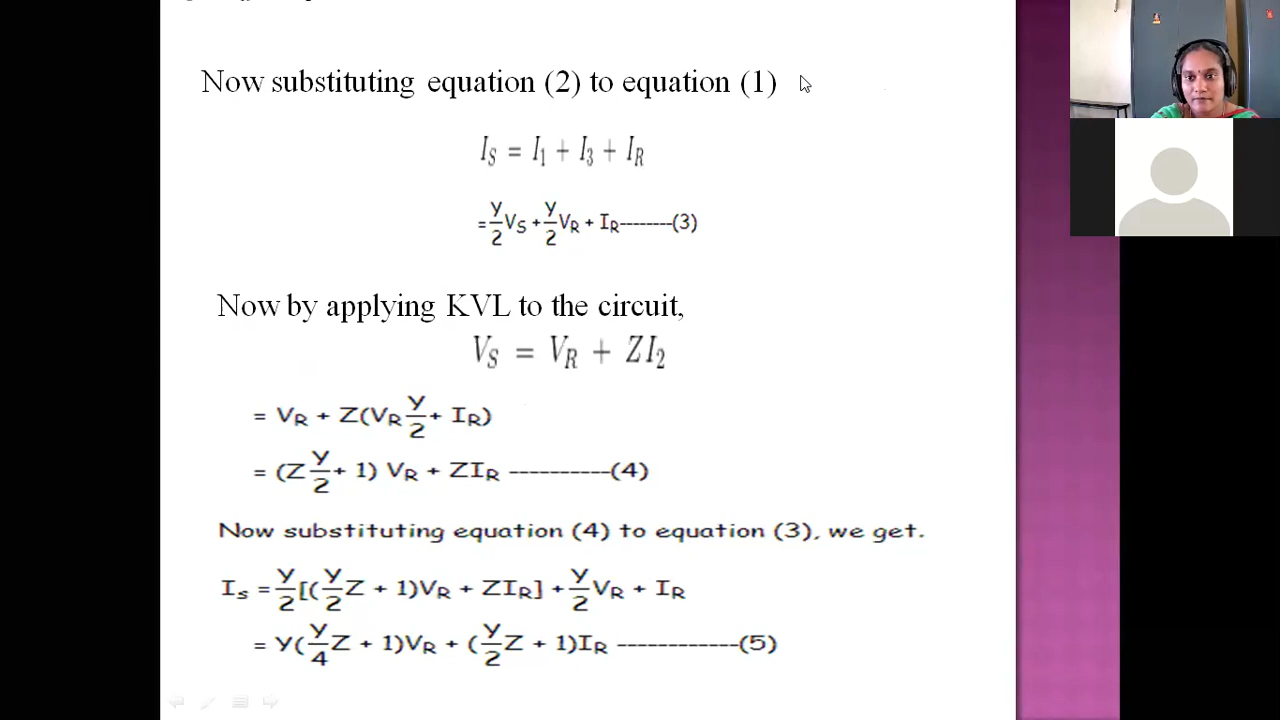 Now substituting equation (2) to equation (1)
I_S = I_1 + I_3 + I_R
= Y/2 V_S + Y/2 V_R + I_R--------(3)
Now by applying KVL to the circuit,
V_S = V_R + ZI_2
= V_R + Z(V_R Y/2 + I_R)
= (Z Y/2 + 1) V_R + ZI_R ----------(4)
Now substituting equation (4) to equation (3), we get.
I_s = Y/2[(Y/2 Z + 1)V_R + ZI_R] + Y/2 V_R + I_R
= Y(Y/4 Z + 1)V_R + (Y/2 Z + 1)I_R ------------(5)